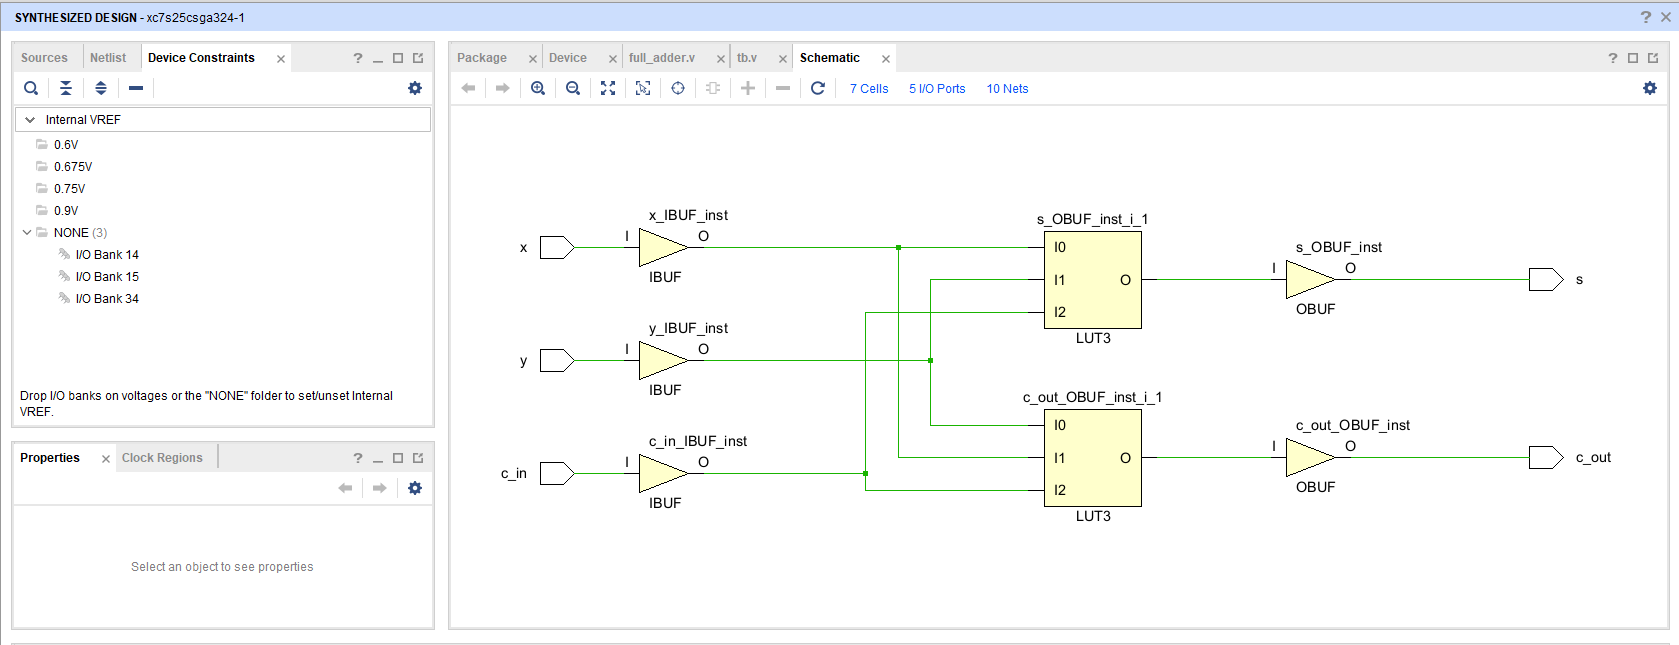 SYNTHESIZED DESIGN - xc7s25csga324-1
Sources Netlist Device Constraints
Internal VREF
0.6V
0.675V
0.75V
0.9V
NONE (3)
I/O Bank 14
I/O Bank 15
I/O Bank 34
Drop I/O banks on voltages or the "NONE" folder to set/unset Internal
VREF.
Properties Clock Regions
Select an object to see properties
Package Device full_adder.v tb.v Schematic
7 Cells 5 I/O Ports 10 Nets
x_IBUF_inst
x I O
IBUF
y_IBUF_inst
y I O
IBUF
c_in_IBUF_inst
c_in I O
IBUF
s_OBUF_inst_i_1
I0
I1 O
I2
LUT3
c_out_OBUF_inst_i_1
I0
I1 O
I2
LUT3
s_OBUF_inst
I O s
OBUF
c_out_OBUF_inst
I O c_out
OBUF